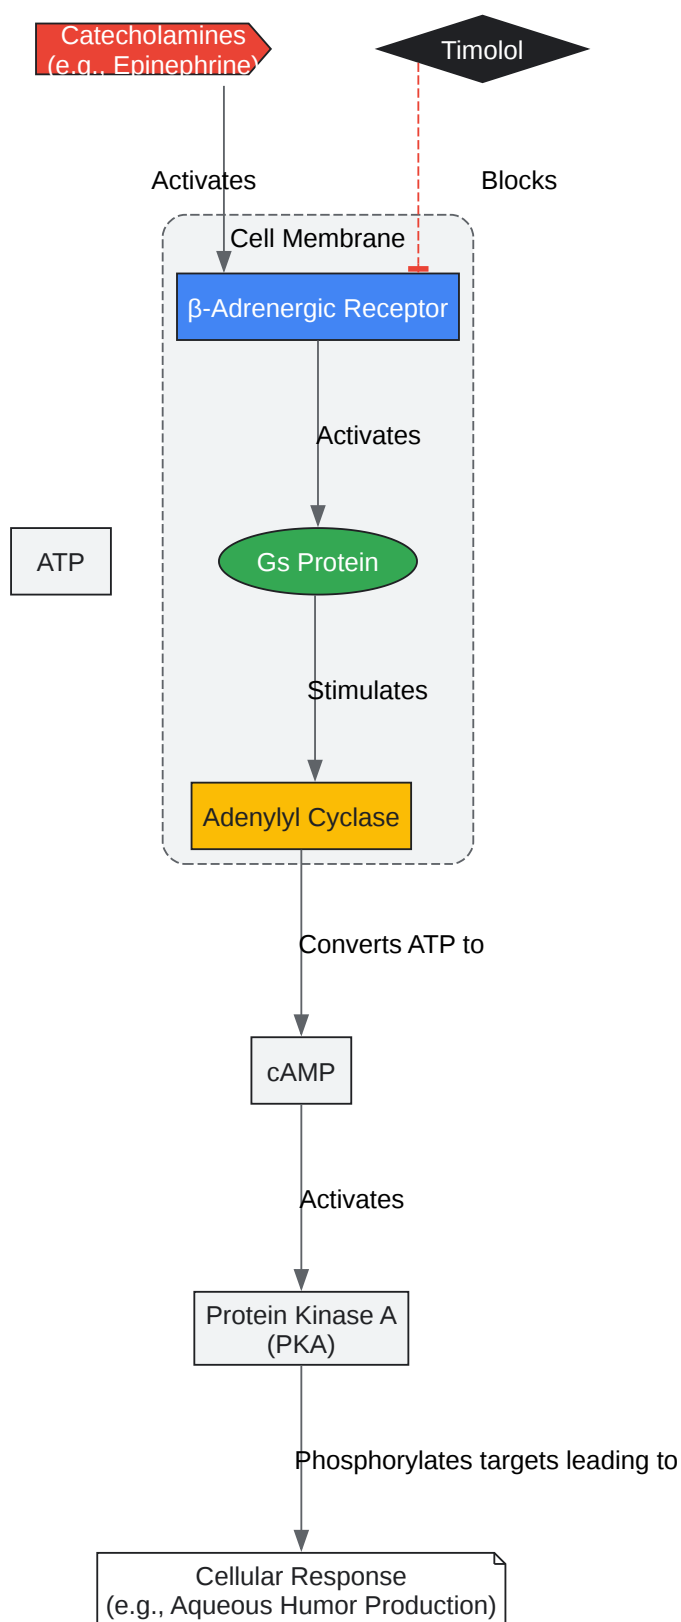 Catecholamines
(e.g., Epinephrine)
Timolol
Activates
Blocks
Cell Membrane
β-Adrenergic Receptor
Activates
ATP
Gs Protein
Stimulates
Adenylyl Cyclase
Converts ATP to
cAMP
Activates
Protein Kinase A
(PKA)
Phosphorylates targets leading to
Cellular Response
(e.g., Aqueous Humor Production)